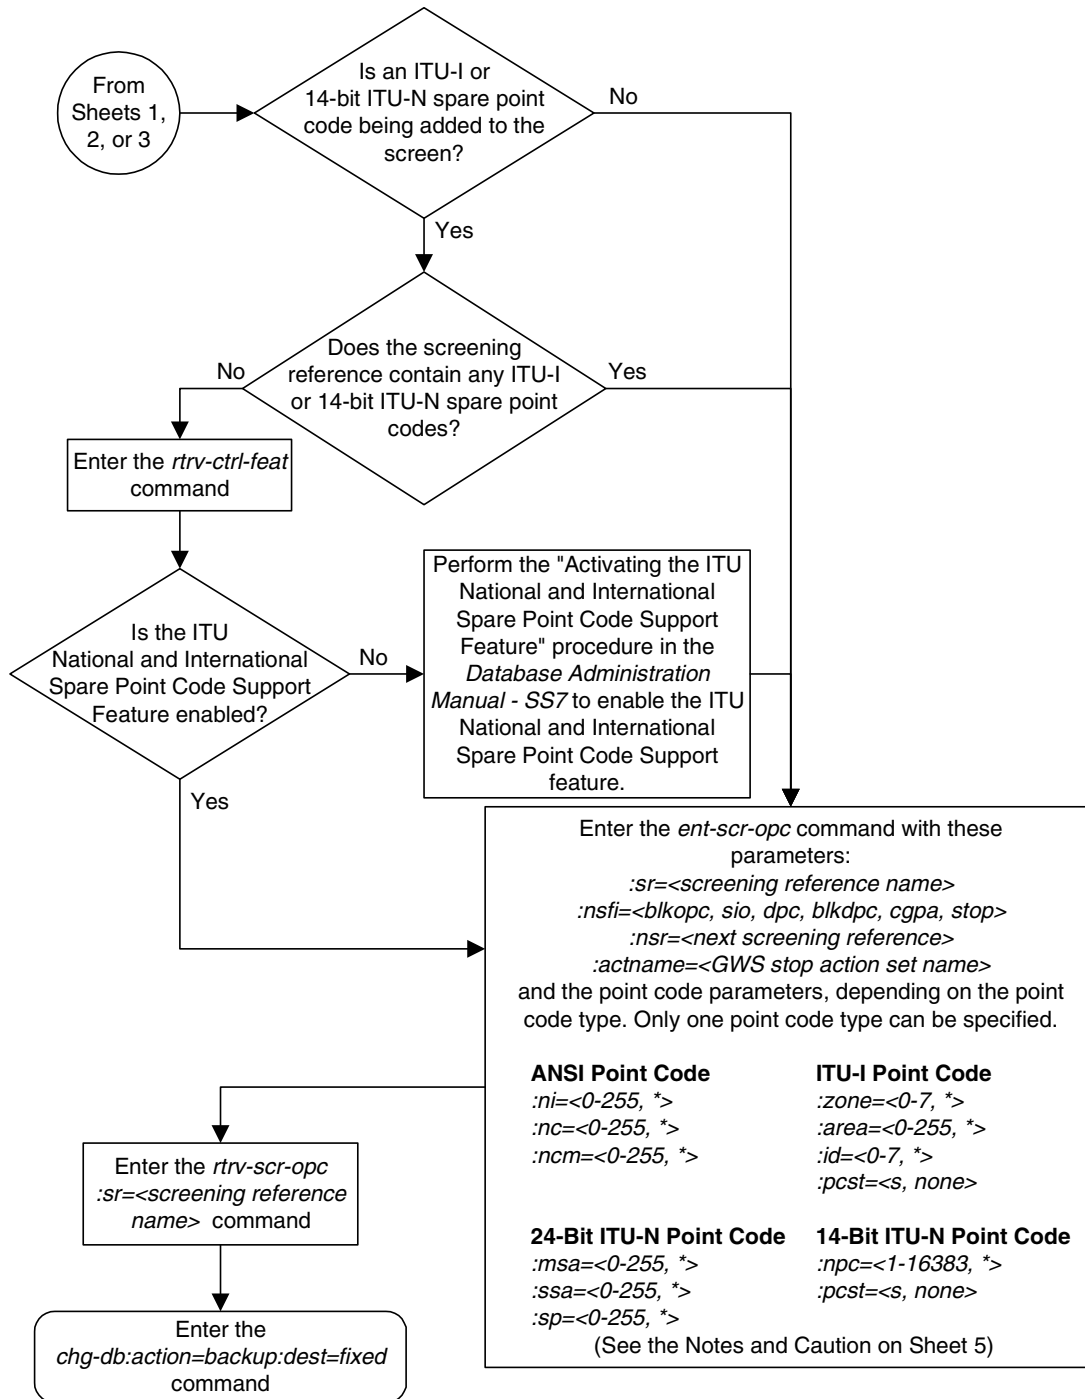 From
Sheets 1,
2, or 3
Is an ITU-I or
14-bit ITU-N spare point
code being added to the
screen?
No
Yes
Does the screening
reference contain any ITU-I
or 14-bit ITU-N spare point
codes?
No
Yes
Enter the rtrv-ctrl-feat
command
Is the ITU
National and International
Spare Point Code Support
Feature enabled?
No
Yes
Perform the "Activating the ITU
National and International
Spare Point Code Support
Feature" procedure in the
Database Administration
Manual - SS7 to enable the ITU
National and International
Spare Point Code Support
feature.
Enter the ent-scr-opc command with these
parameters:
:sr=<screening reference name>
:nsfi=<blkopc, sio, dpc, blkdpc, cgpa, stop>
:nsr=<next screening reference>
:actname=<GWS stop action set name>
and the point code parameters, depending on the point
code type. Only one point code type can be specified.
ANSI Point Code
:ni=<0-255, *>
:nc=<0-255, *>
:ncm=<0-255, *>
ITU-I Point Code
:zone=<0-7, *>
:area=<0-255, *>
:id=<0-7, *>
:pcst=<s, none>
24-Bit ITU-N Point Code
:msa=<0-255, *>
:ssa=<0-255, *>
:sp=<0-255, *>
14-Bit ITU-N Point Code
:npc=<1-16383, *>
:pcst=<s, none>
(See the Notes and Caution on Sheet 5)
Enter the rtrv-scr-opc
:sr=<screening reference
name> command
Enter the
chg-db:action=backup:dest=fixed
command